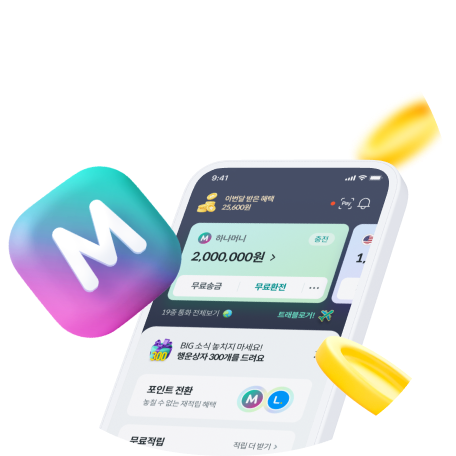 M
9:41
이번달 받은 혜택
25,600원
Pay
M 하나머니
충전
2,000,000원 >
1,
무료송금
무료환전
...
19종 통화 전체보기
트래블로거!
300
BIG 소식 놓치지 마세요!
행운상자 300개를 드려요
포인트 전환
놓칠 수 없는 재적립 혜택
M L.
무료적립
적립 더 받기 >